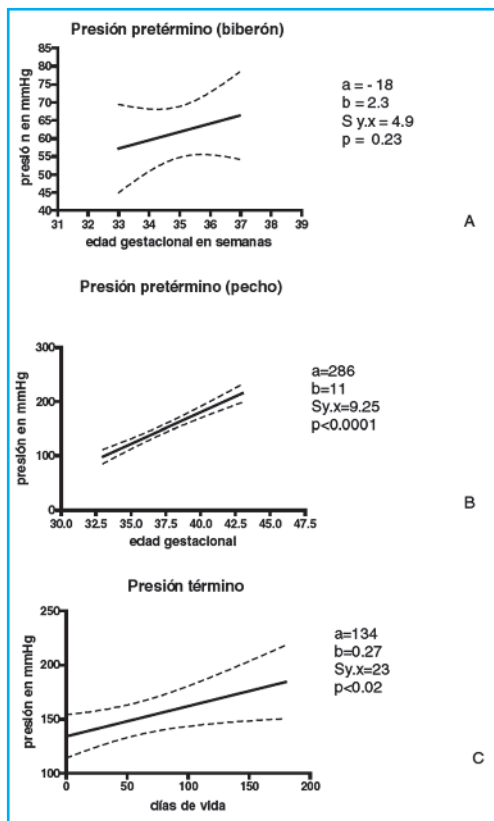 Presión pretérmino (biberón)
85
80
75
70
65
60
55
50
45
40
presió n en mmHg
31 32 33 34 35 36 37 38 39
edad gestacional en semanas
a = - 18
b = 2.3
S y.x = 4.9
p = 0.23
A
Presión pretérmino (pecho)
300
200
100
0
presión en mmHg
30.0 32.5 35.0 37.5 40.0 42.5 45.0 47.5
edad gestacional
a=286
b=11
Sy.x=9.25
p<0.0001
B
Presión término
250
200
150
100
presión en mmHg
0 50 100 150 200
días de vida
a=134
b=0.27
Sy.x=23
p<0.02
C